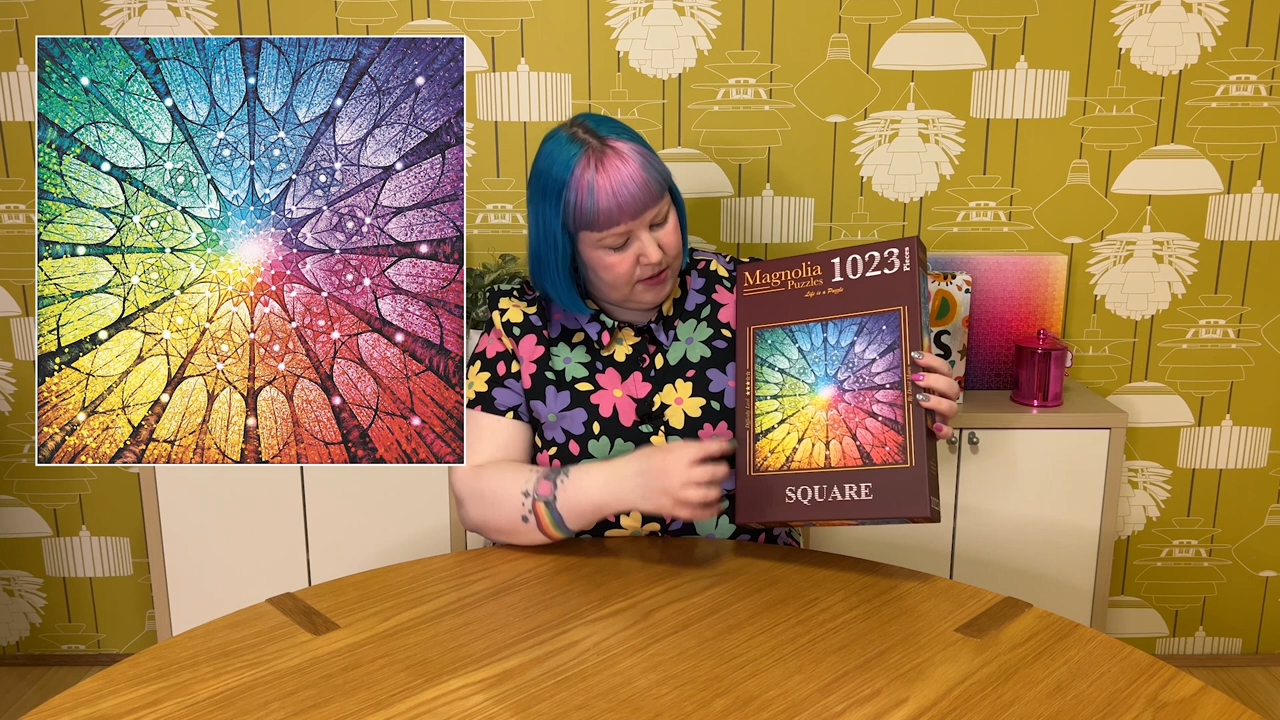 Magnolia
Puzzles
1023
Pieces
Life is a Puzzle
SQUARE
D
S.